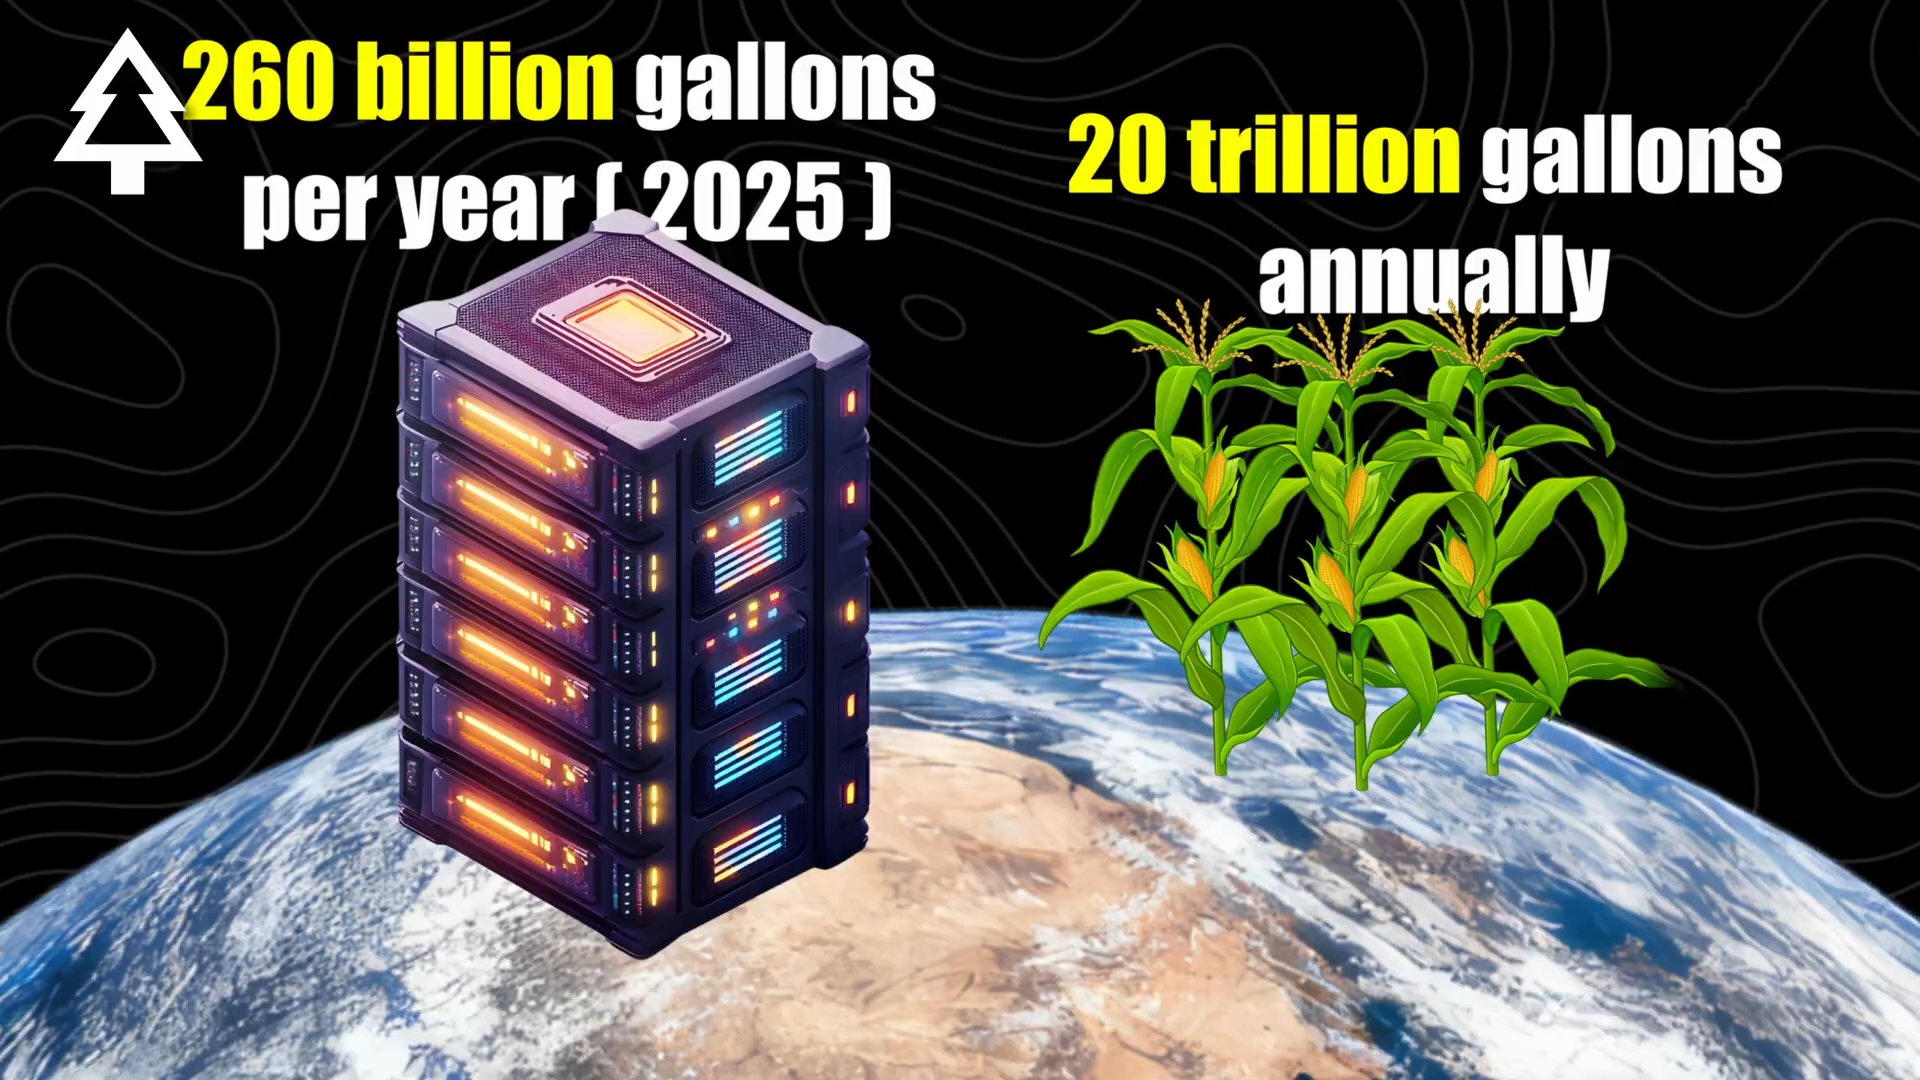 260 billion gallons
per year ( 2025 )
20 trillion gallons
annually